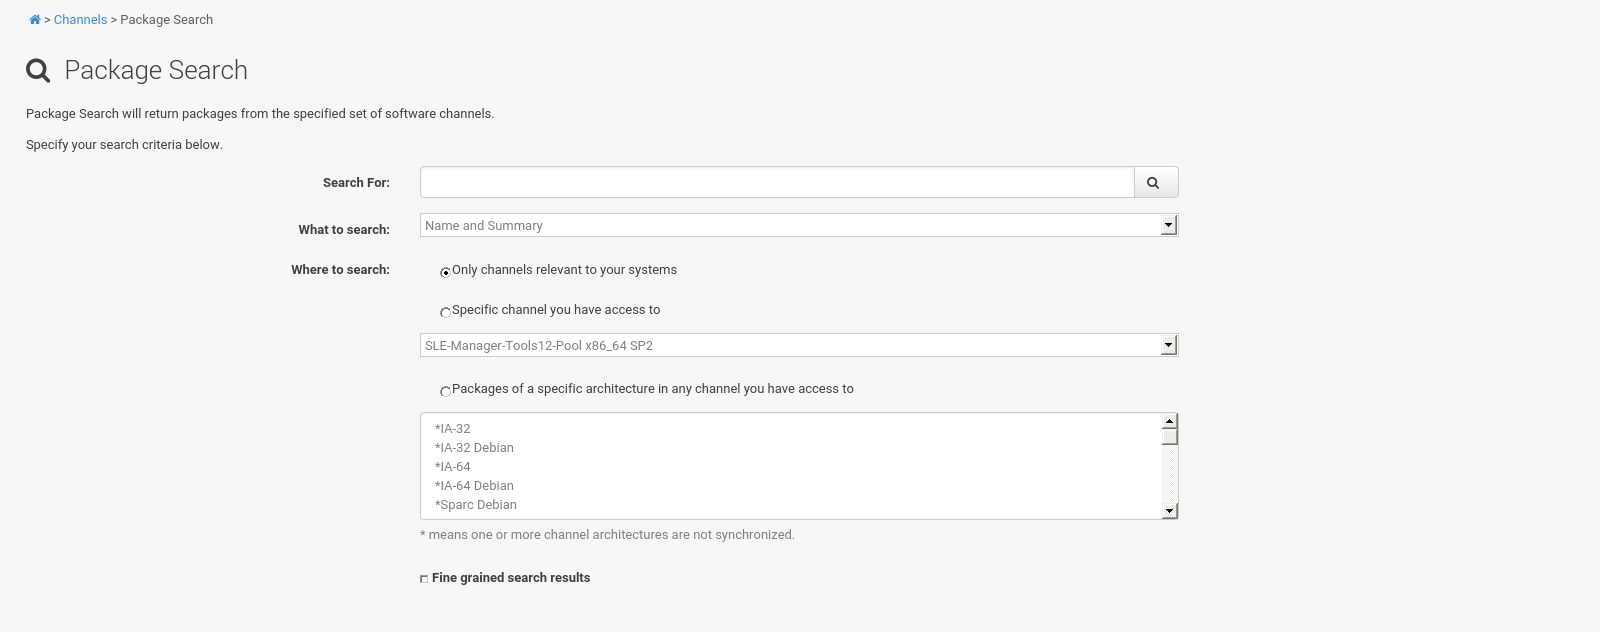 > Channels > Package Search
Package Search
Package Search will return packages from the specified set of software channels.
Specify your search criteria below.
Search For:
What to search:
Name and Summary
Where to search:
Only channels relevant to your systems
Specific channel you have access to
SLE-Manager-Tools12-Pool x86_64 SP2
Packages of a specific architecture in any channel you have access to
*IA-32
*IA-32 Debian
*IA-64
*IA-64 Debian
*Sparc Debian
* means one or more channel architectures are not synchronized.
Fine grained search results